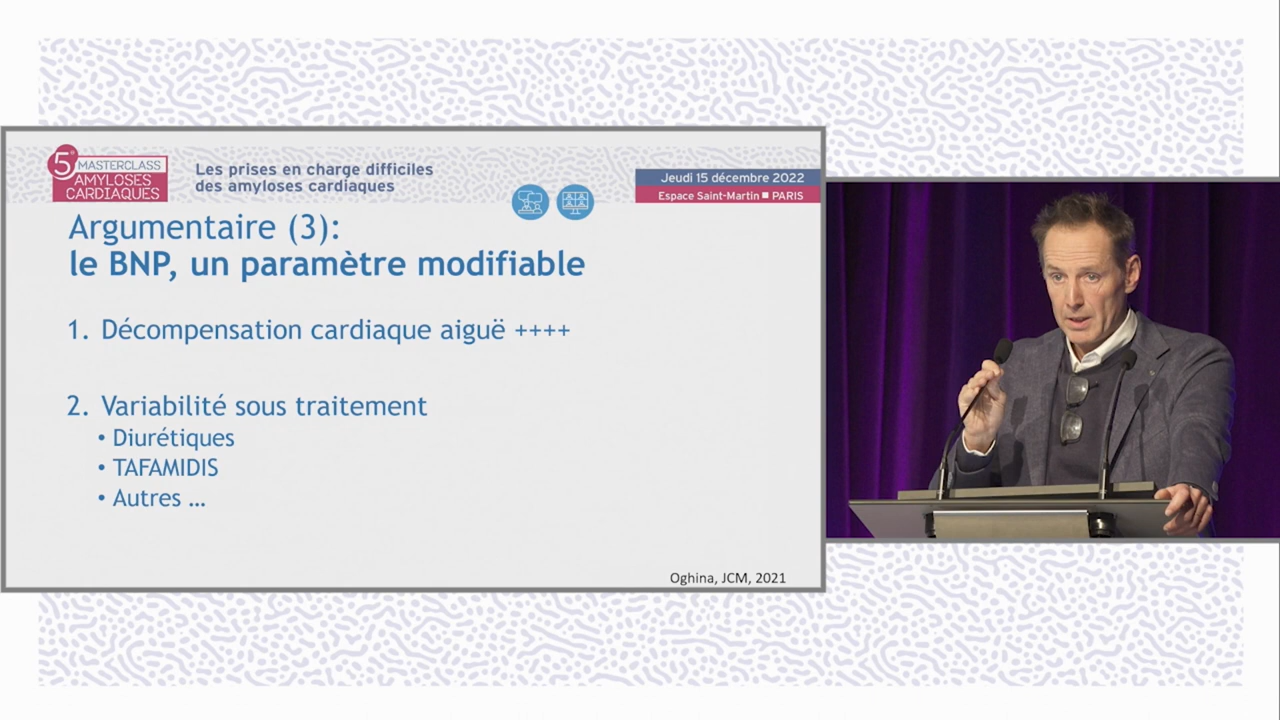 5e MASTERCLASS
AMYLOSES
CARDIAQUES
Les prises en charge difficiles
des amyloses cardiaques
Jeudi 15 décembre 2022
Espace Saint-Martin ■ PARIS
Argumentaire (3):
le BNP, un paramètre modifiable
1. Décompensation cardiaque aiguë ++++
2. Variabilité sous traitement
• Diurétiques
• TAFAMIDIS
• Autres ...
Oghina, JCM, 2021